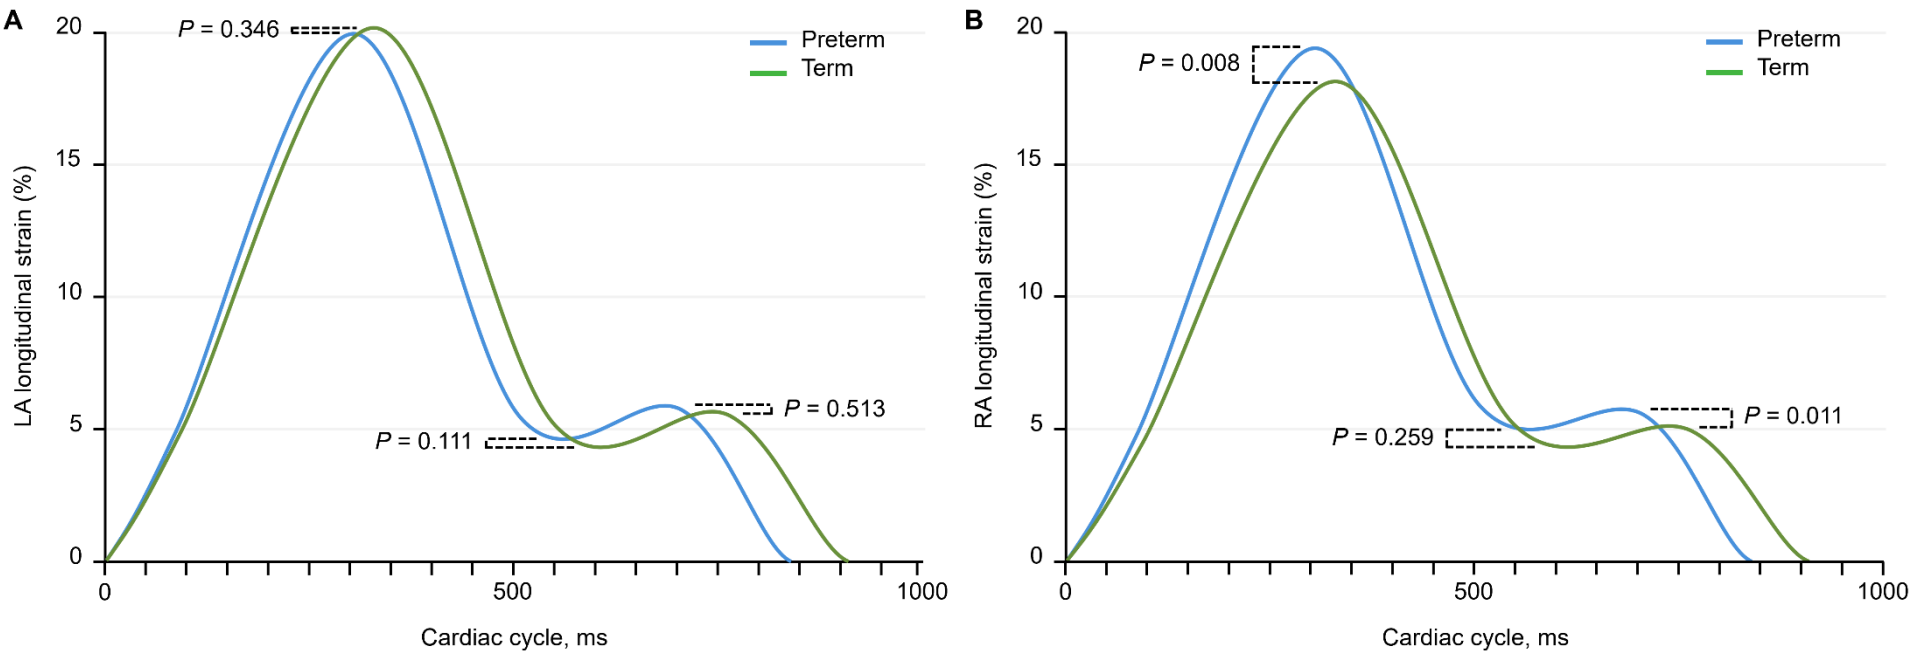 A
20
P = 0.346
Preterm
Term
15
LA longitudinal strain (%)
10
P = 0.513
5
P = 0.111
0
0
500
1000
Cardiac cycle, ms
B
20
P = 0.008
Preterm
Term
15
RA longitudinal strain (%)
10
P = 0.011
5
P = 0.259
0
0
500
1000
Cardiac cycle, ms